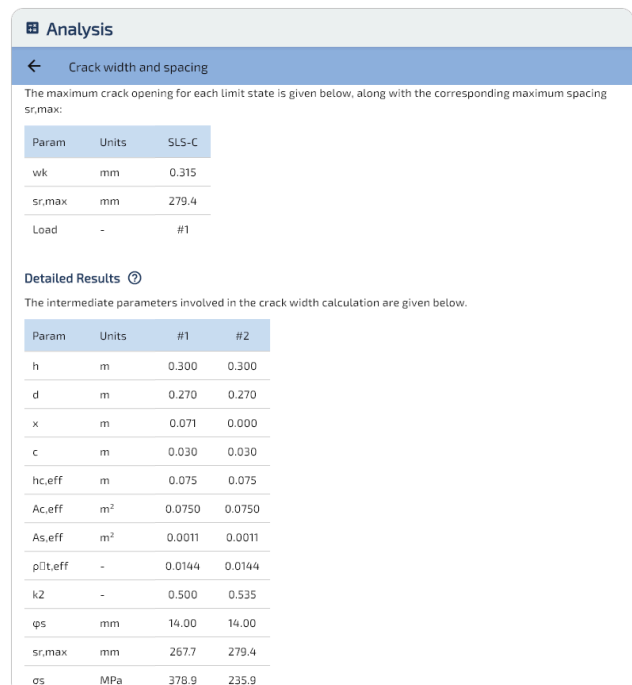 Analysis
Crack width and spacing
The maximum crack opening for each limit state is given below, along with the corresponding maximum spacing
sr,max:
Param Units SLS-C
wk mm 0.315
sr,max mm 279.4
Load - #1
Detailed Results ?
The intermediate parameters involved in the crack width calculation are given below.
Param Units #1 #2
h m 0.300 0.300
d m 0.270 0.270
x m 0.071 0.000
c m 0.030 0.030
hc,eff m 0.075 0.075
Ac,eff m² 0.0750 0.0750
As,eff m² 0.0011 0.0011
ρ▯t,eff - 0.0144 0.0144
k2 - 0.500 0.535
φs mm 14.00 14.00
sr,max mm 267.7 279.4
σs MPa 378.9 235.9